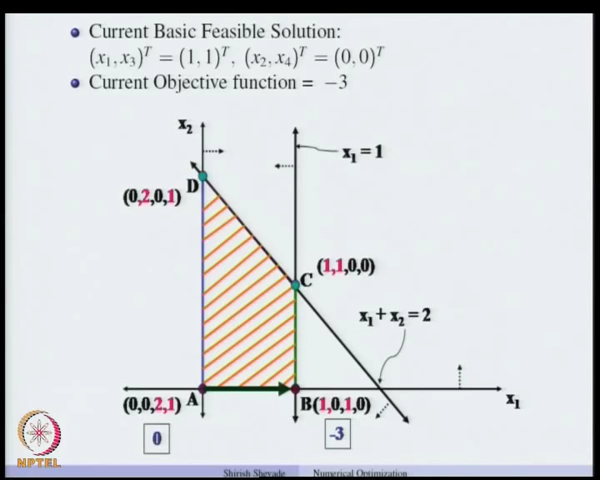 Current Basic Feasible Solution:
(x₁, x₃)ᵀ = (1, 1)ᵀ, (x₂, x₄)ᵀ = (0, 0)ᵀ
Current Objective function = −3
x₂
x₁ = 1
(0,2,0,1) D
C (1,1,0,0)
x₁ + x₂ = 2
(0,0,2,1) A
B(1,0,1,0)
x₁
0
-3
NPTEL
Shirish Shevade Numerical Optimization